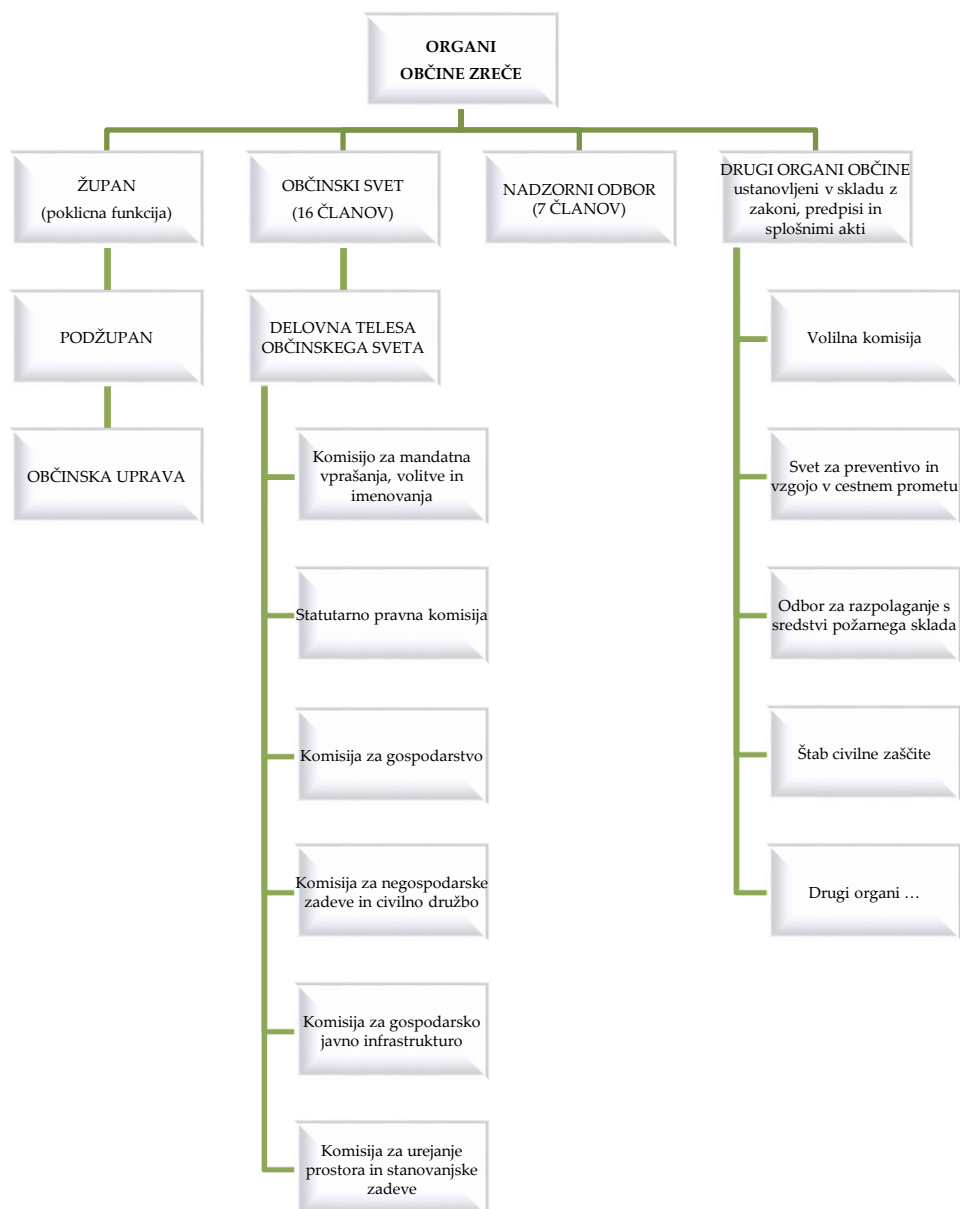 ORGANI
OBČINE ZREČE
ŽUPAN
(poklicna funkcija)
OBČINSKI SVET
(16 ČLANOV)
NADZORNI ODBOR
(7 ČLANOV)
DRUGI ORGANI OBČINE
ustanovljeni v skladu z
zakoni, predpisi in
splošnimi akti
PODŽUPAN
OBČINSKA UPRAVA
DELOVNA TELESA
OBČINSKEGA SVETA
Komisijo za mandatna
vprašanja, volitve in
imenovanja
Statutarno pravna komisija
Komisija za gospodarstvo
Komisija za negospodarske
zadeve in civilno družbo
Komisija za gospodarsko
javno infrastrukturo
Komisija za urejanje
prostora in stanovanjske
zadeve
Volilna komisija
Svet za preventivo in
vzgojo v cestnem prometu
Odbor za razpolaganje s
sredstvi požarnega sklada
Štab civilne zaščite
Drugi organi …